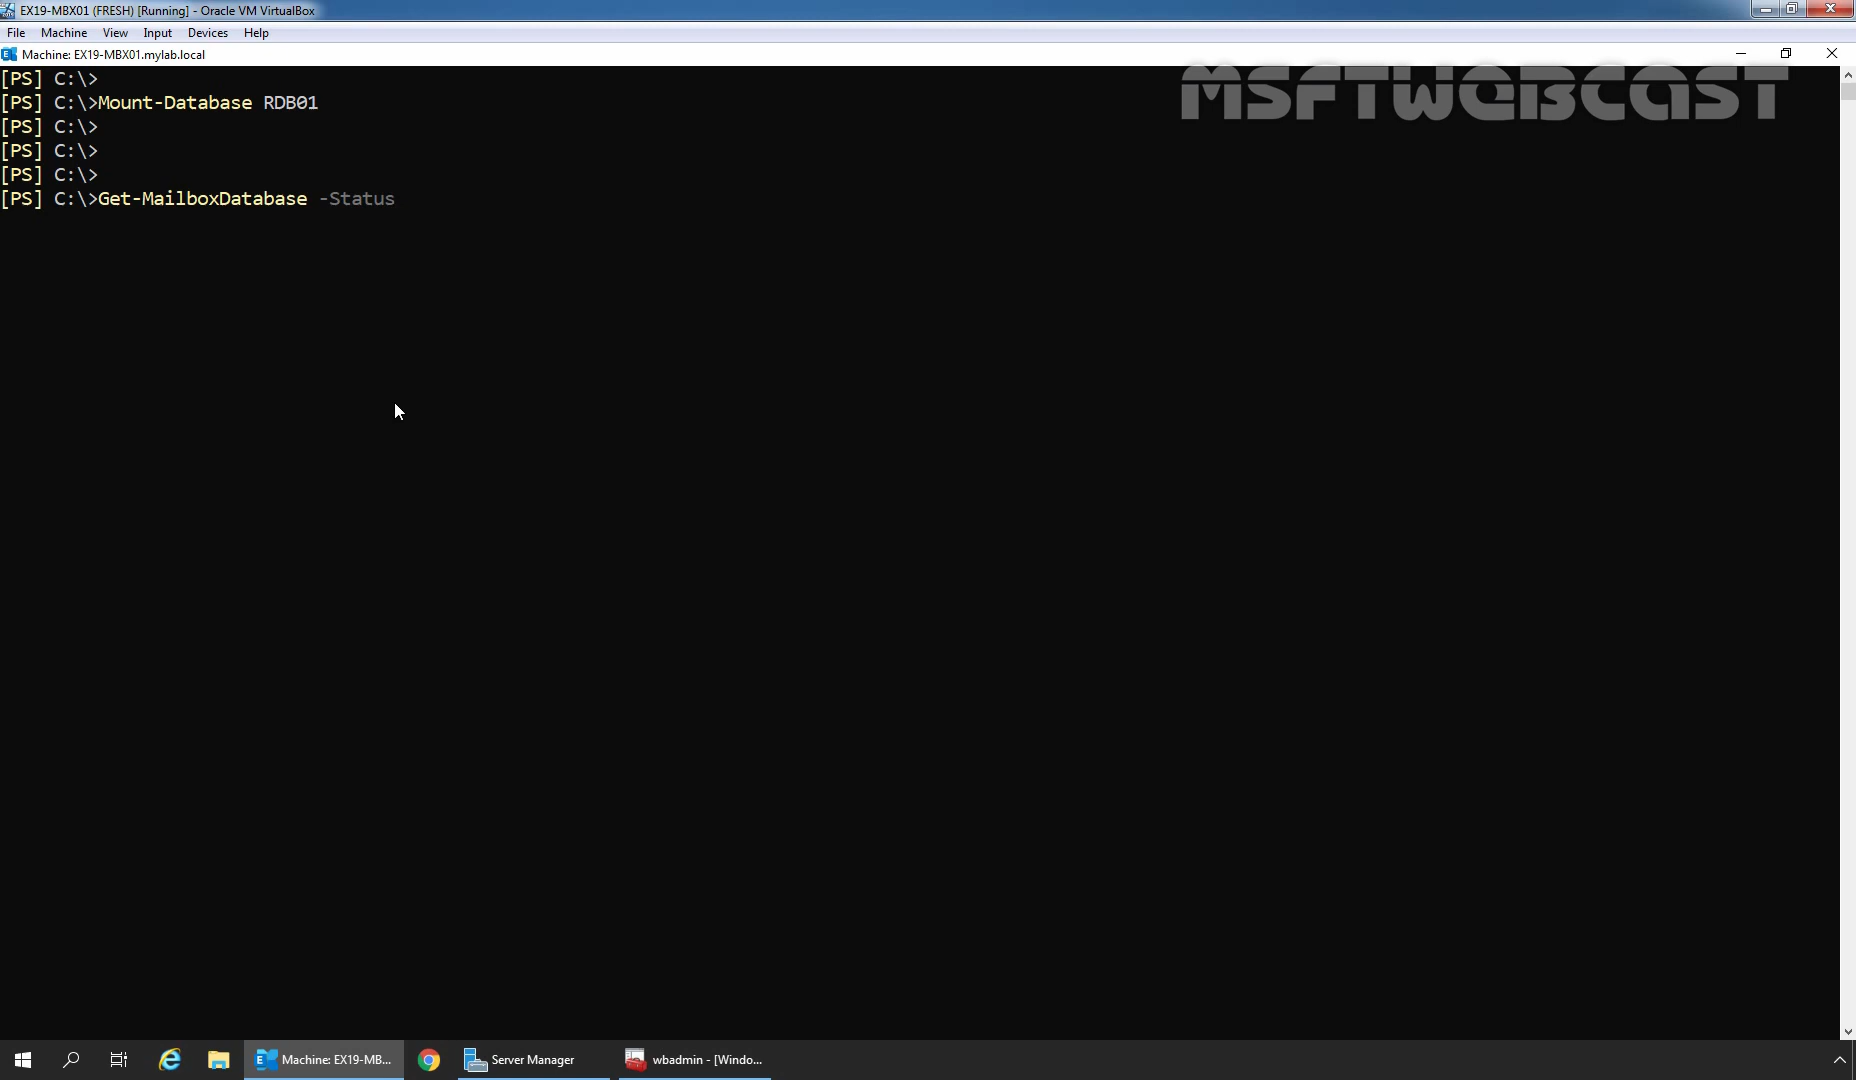 EX19-MBX01 (FRESH) [Running] - Oracle VM VirtualBox
File Machine View Input Devices Help
Machine: EX19-MBX01.mylab.local
MSFTWEBCAST
[PS] C:\>
[PS] C:\>Mount-Database RDB01
[PS] C:\>
[PS] C:\>
[PS] C:\>
[PS] C:\>Get-MailboxDatabase -Status
Machine: EX19-MB... Server Manager wbadmin - [Windo...